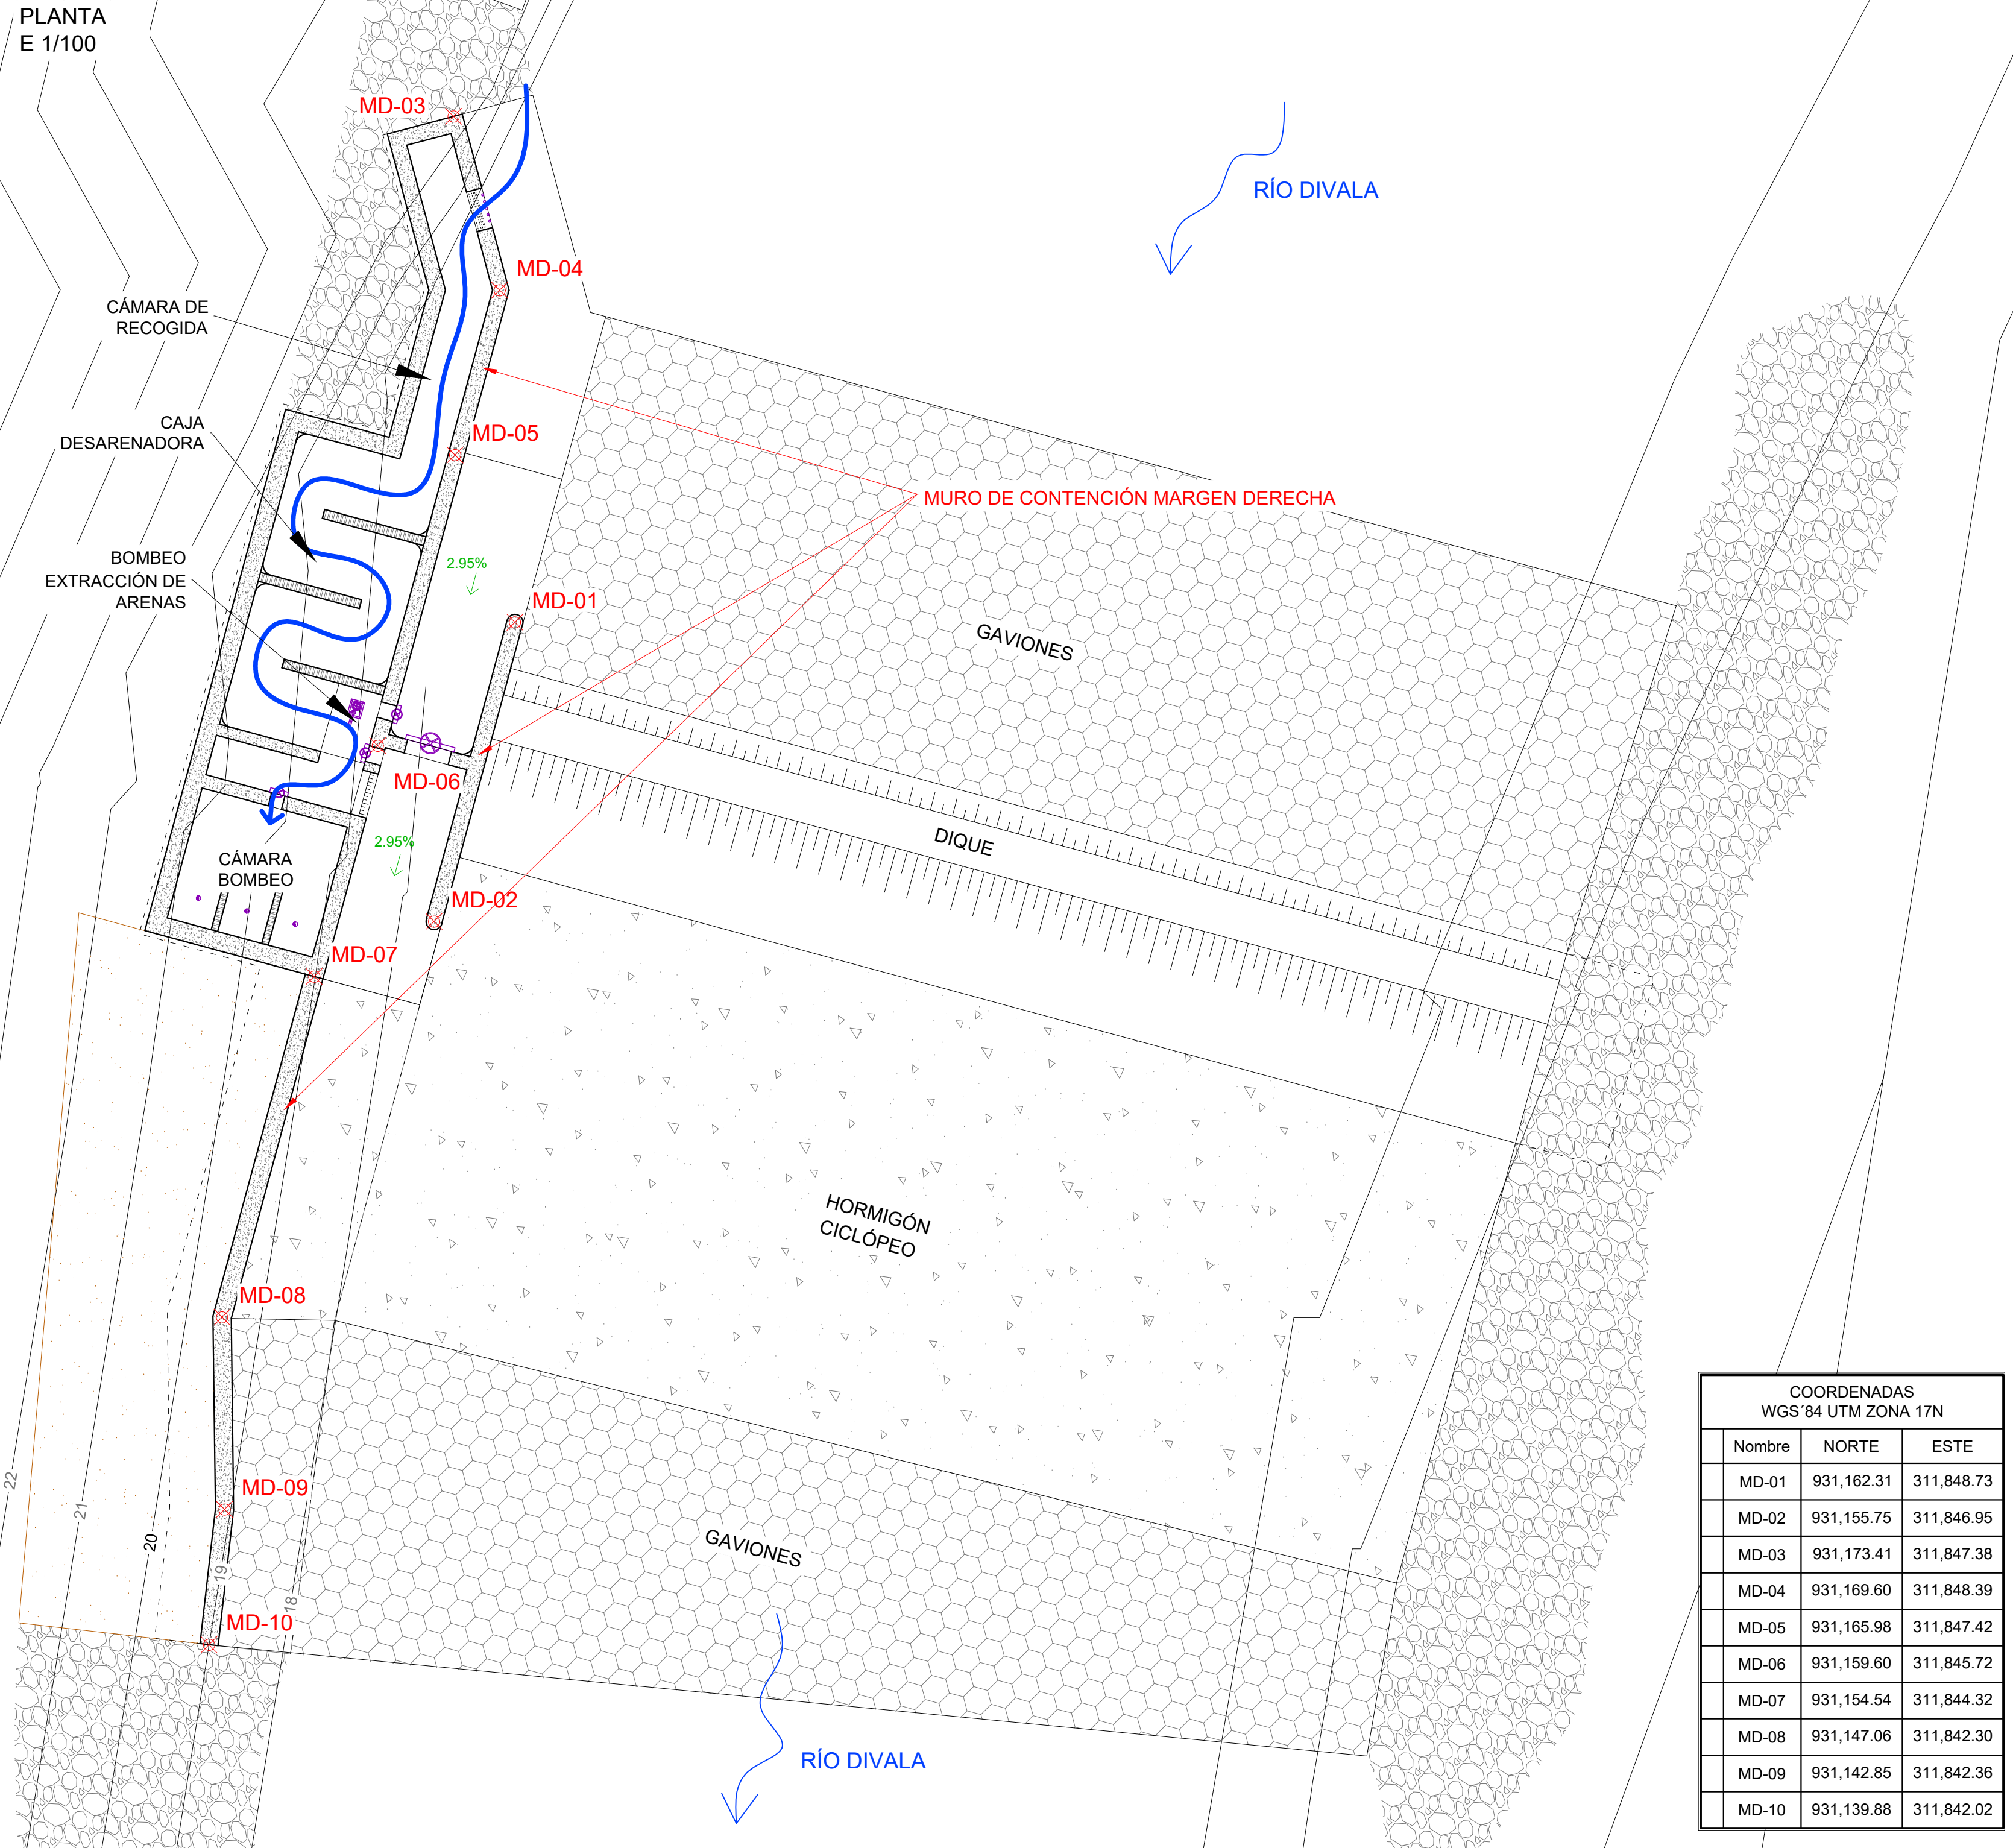 PLANTA
E 1/100
MD-03
RÍO DIVALA
MD-04
CÁMARA DE
RECOGIDA
CAJA
DESARENADORA
MD-05
MURO DE CONTENCIÓN MARGEN DERECHA
BOMBEO
EXTRACCIÓN DE
ARENAS
2.95%
MD-01
GAVIONES
MD-06
DIQUE
2.95%
CÁMARA
BOMBEO
MD-02
MD-07
HORMIGÓN
CICLÓPEO
MD-08
MD-09
GAVIONES
22
21
20
19
18
MD-10
RÍO DIVALA
COORDENADAS
WGS´84 UTM ZONA 17N
Nombre NORTE ESTE
MD-01 931,162.31 311,848.73
MD-02 931,155.75 311,846.95
MD-03 931,173.41 311,847.38
MD-04 931,169.60 311,848.39
MD-05 931,165.98 311,847.42
MD-06 931,159.60 311,845.72
MD-07 931,154.54 311,844.32
MD-08 931,147.06 311,842.30
MD-09 931,142.85 311,842.36
MD-10 931,139.88 311,842.02